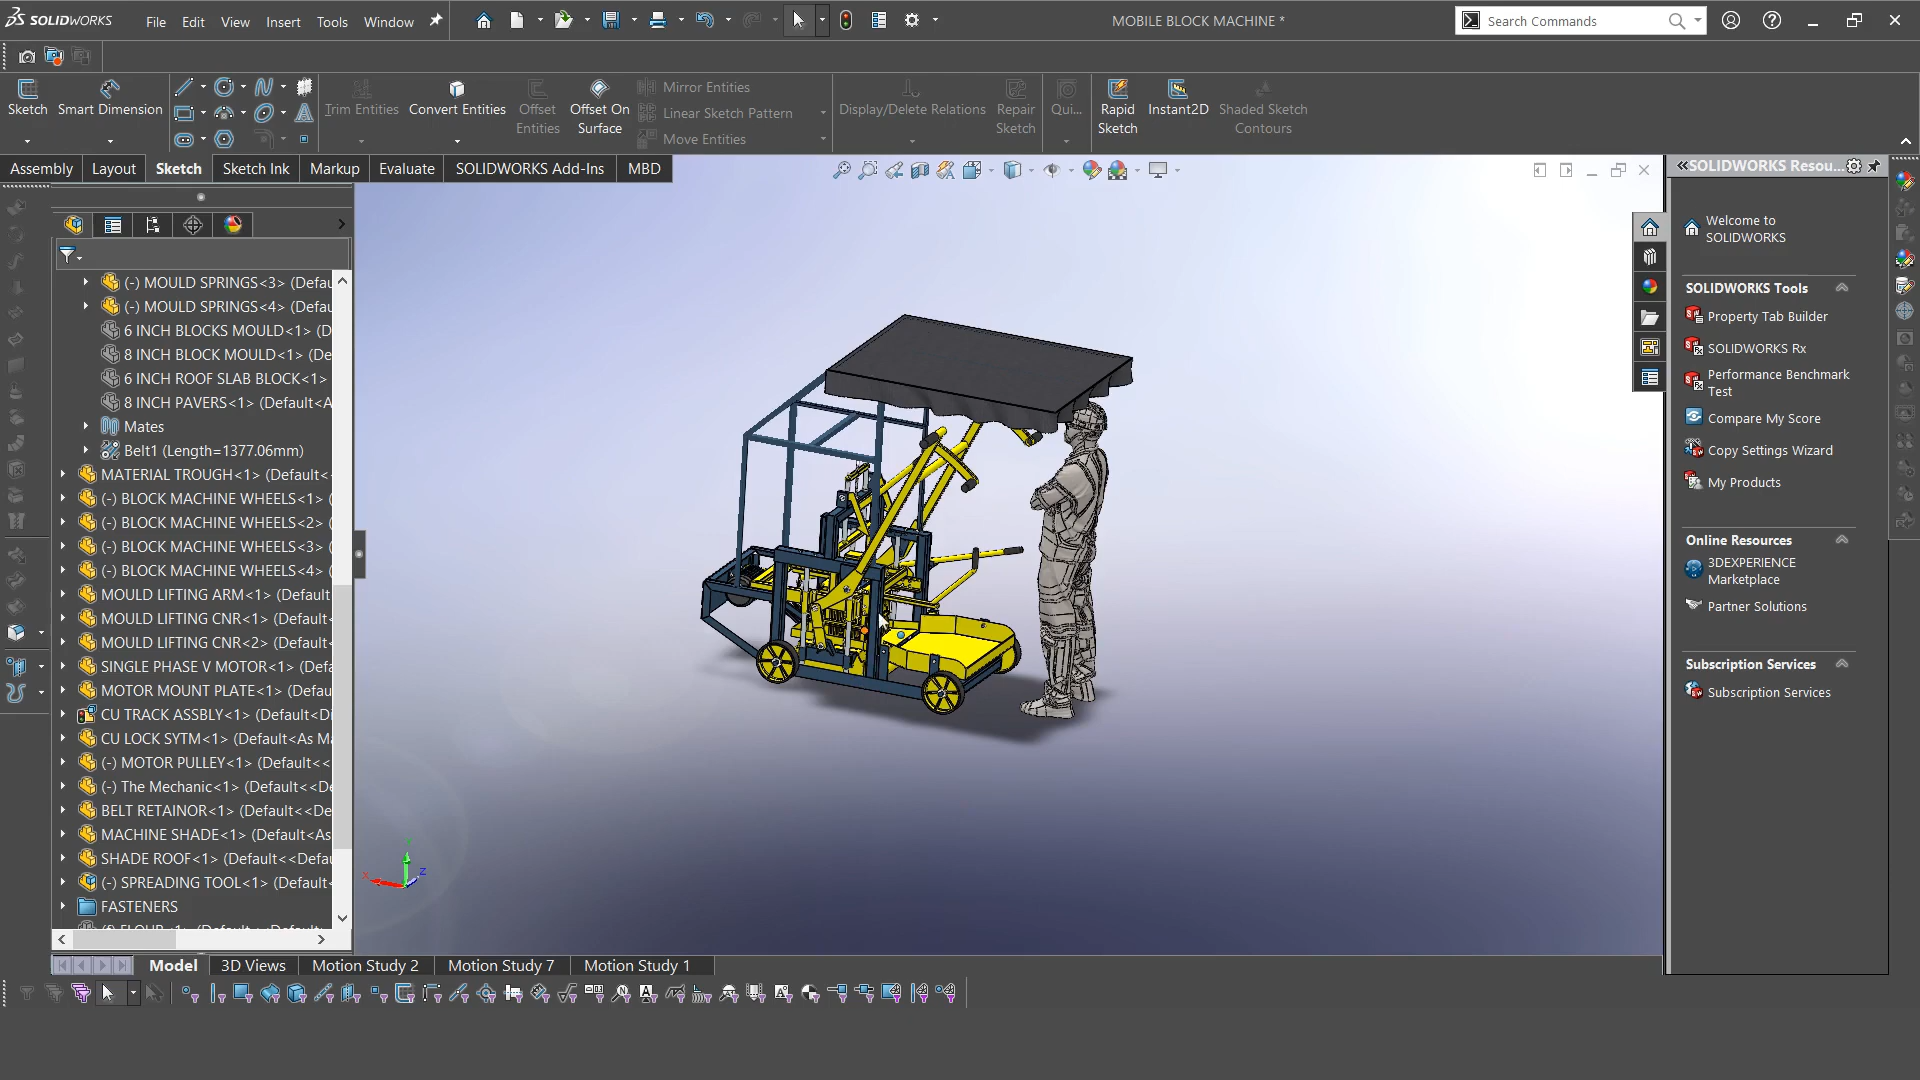 SOLIDWORKS File Edit View Insert Tools Window MOBILE BLOCK MACHINE * Search Commands
Sketch Smart Dimension Trim Entities Convert Entities Offset Entities Offset On Surface Mirror Entities Linear Sketch Pattern Move Entities Display/Delete Relations Repair Sketch Qui... Rapid Sketch Instant2D Shaded Sketch Contours
Assembly Layout Sketch Sketch Ink Markup Evaluate SOLIDWORKS Add-Ins MBD
(-) MOULD SPRINGS<3> (Defau
(-) MOULD SPRINGS<4> (Defau
6 INCH BLOCKS MOULD<1> (D
8 INCH BLOCK MOULD<1> (De
6 INCH ROOF SLAB BLOCK<1>
8 INCH PAVERS<1> (Default<A
Mates
Belt1 (Length=1377.06mm)
MATERIAL TROUGH<1> (Default<
(-) BLOCK MACHINE WHEELS<1> (
(-) BLOCK MACHINE WHEELS<2> (
(-) BLOCK MACHINE WHEELS<3> (
(-) BLOCK MACHINE WHEELS<4> (
MOULD LIFTING ARM<1> (Default
MOULD LIFTING CNR<1> (Default<
MOULD LIFTING CNR<2> (Default<
SINGLE PHASE V MOTOR<1> (Defa
MOTOR MOUNT PLATE<1> (Defau
CU TRACK ASSBLY<1> (Default<Di
CU LOCK SYTM<1> (Default<As Ma
(-) MOTOR PULLEY<1> (Default<<
(-) The Mechanic<1> (Default<<De
BELT RETAINOR<1> (Default<<De
MACHINE SHADE<1> (Default<As
SHADE ROOF<1> (Default<<Defau
(-) SPREADING TOOL<1> (Default<
FASTENERS
X
Z
Model 3D Views Motion Study 2 Motion Study 7 Motion Study 1
SOLIDWORKS Resou...
Welcome to
SOLIDWORKS
SOLIDWORKS Tools
Property Tab Builder
SOLIDWORKS Rx
Performance Benchmark
Test
Compare My Score
Copy Settings Wizard
My Products
Online Resources
3DEXPERIENCE
Marketplace
Partner Solutions
Subscription Services
Subscription Services